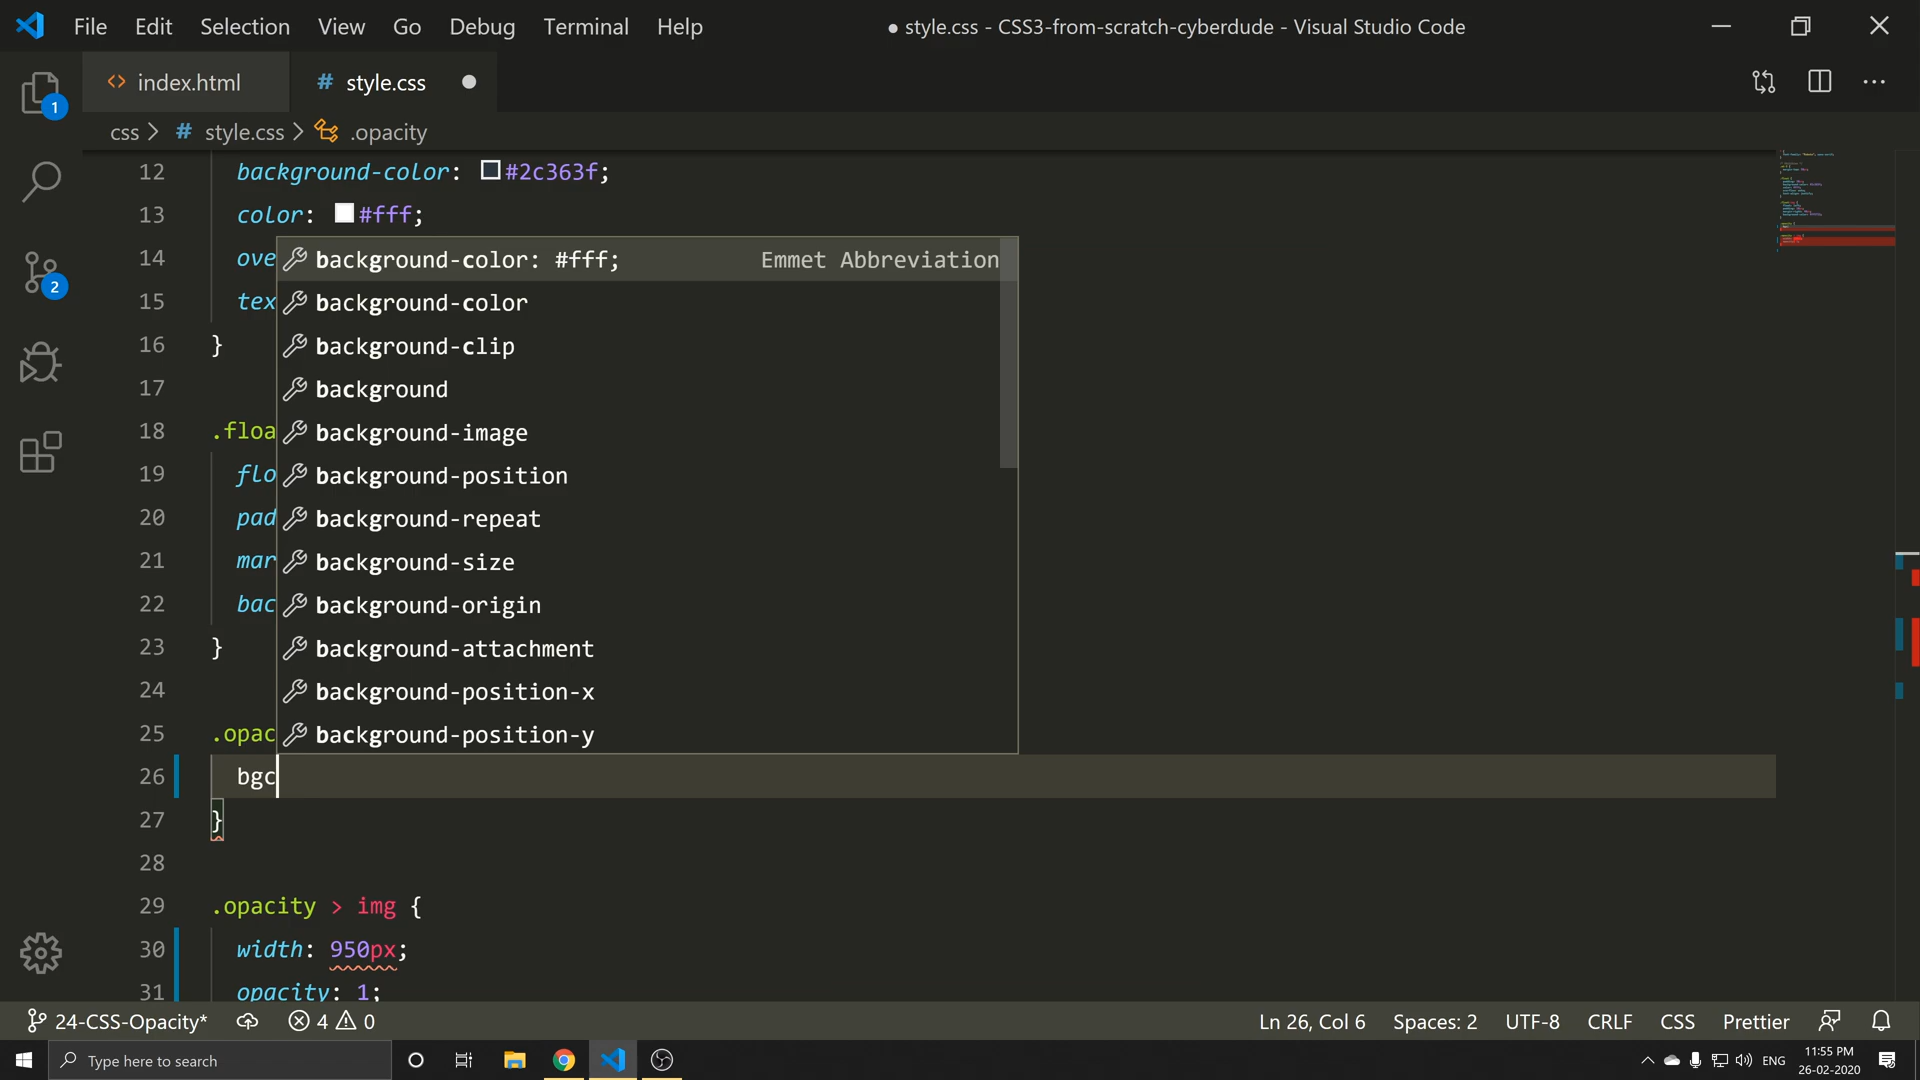 File Edit Selection View Go Debug Terminal Help
● style.css - CSS3-from-scratch-cyberdude - Visual Studio Code
<> index.html
# style.css ●
css > # style.css > .opacity
12 background-color: #2c363f;
13 color: #fff;
14 ove
15 tex
16 }
17
18 .floa
19 flo
20 pad
21 mar
22 bac
23 }
24
25 .opac
26 bgc
27 }
28
29 .opacity > img {
30 width: 950px;
31 opacity: 1;
background-color: #fff; Emmet Abbreviation
background-color
background-clip
background
background-image
background-position
background-repeat
background-size
background-origin
background-attachment
background-position-x
background-position-y
1
2
24-CSS-Opacity* 4 0
Ln 26, Col 6 Spaces: 2 UTF-8 CRLF CSS Prettier
Type here to search
ENG
11:55 PM
26-02-2020